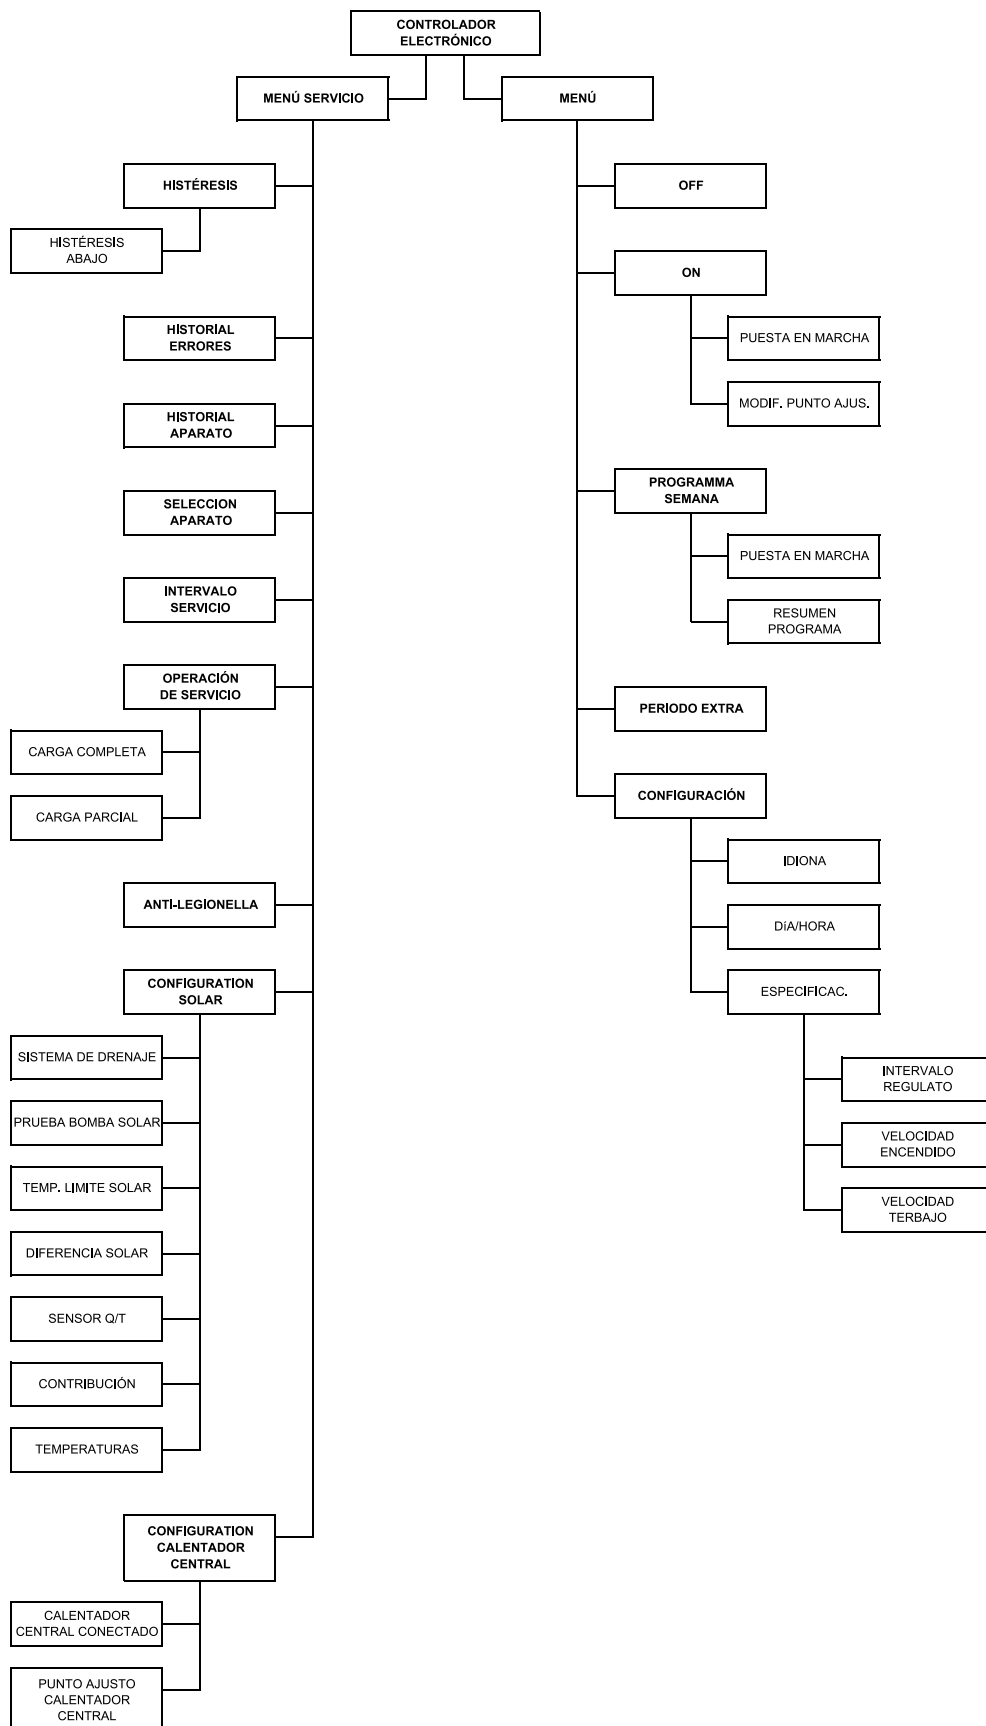 CONTROLADOR
ELECTRÓNICO
MENÚ SERVICIO
MENÚ
HISTÉRESIS
HISTÉRESIS
ABAJO
HISTORIAL
ERRORES
HISTORIAL
APARATO
SELECCION
APARATO
INTERVALO
SERVICIO
OPERACIÓN
DE SERVICIO
CARGA COMPLETA
CARGA PARCIAL
ANTI-LEGIONELLA
CONFIGURATION
SOLAR
SISTEMA DE DRENAJE
PRUEBA BOMBA SOLAR
TEMP. LIMITE SOLAR
DIFERENCIA SOLAR
SENSOR Q/T
CONTRIBUCIÓN
TEMPERATURAS
CONFIGURATION
CALENTADOR
CENTRAL
CALENTADOR
CENTRAL CONECTADO
PUNTO AJUSTO
CALENTADOR
CENTRAL
OFF
ON
PUESTA EN MARCHA
MODIF. PUNTO AJUS.
PROGRAMMA
SEMANA
PUESTA EN MARCHA
RESUMEN
PROGRAMA
PERIODO EXTRA
CONFIGURACIÓN
IDIONA
DíA/HORA
ESPECIFICAC.
INTERVALO
REGULATO
VELOCIDAD
ENCENDIDO
VELOCIDAD
TERBAJO